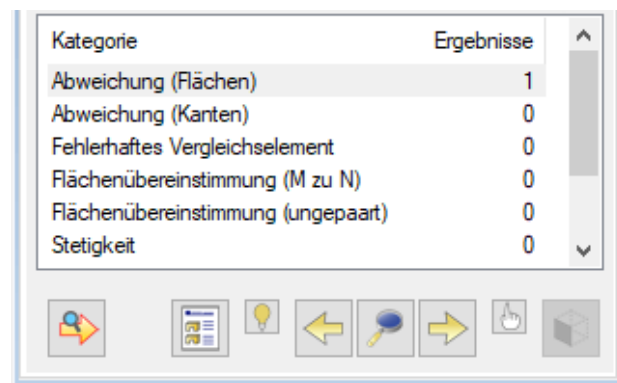 Kategorie Ergebnisse
Abweichung (Flächen) 1
Abweichung (Kanten) 0
Fehlerhaftes Vergleichselement 0
Flächenübereinstimmung (M zu N) 0
Flächenübereinstimmung (ungepaart) 0
Stetigkeit 0